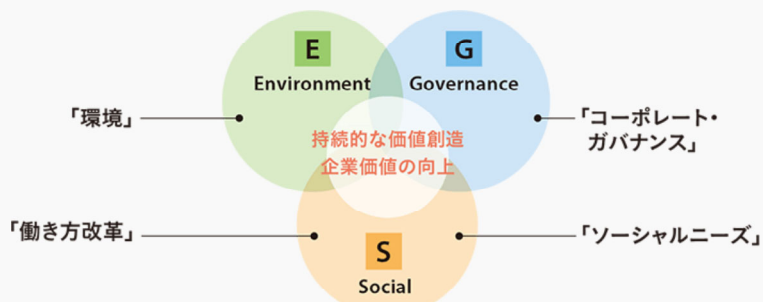 E
Environment
G
Governance
「環境」
「コーポレート・
ガバナンス」
持続的な価値創造
企業価値の向上
「働き方改革」
「ソーシャルニーズ」
S
Social